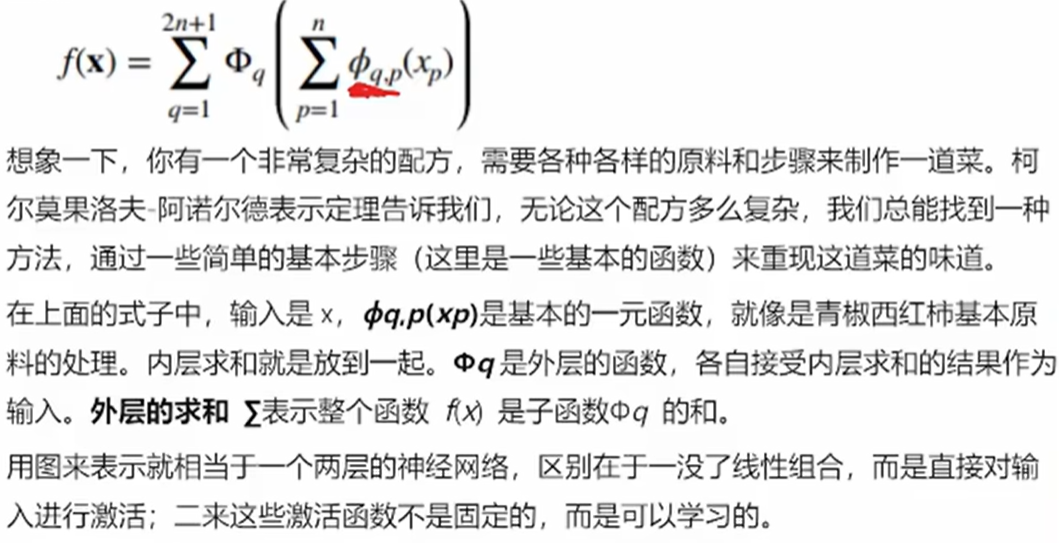 f(x) = ∑_{q=1}^{2n+1} Φ_q ( ∑_{p=1}^{n} ϕ_{q,p}(x_p) )
想象一下，你有一个非常复杂的配方，需要各种各样的原料和步骤来制作一道菜。柯
尔莫果洛夫-阿诺尔德表示定理告诉我们，无论这个配方多么复杂，我们总能找到一种
方法，通过一些简单的基本步骤（这里是一些基本的函数）来重现这道菜的味道。
在上面的式子中，输入是 x，ϕq,p(xp)是基本的一元函数，就像是青椒西红柿基本原
料的处理。内层求和就是放到一起。Φq 是外层的函数，各自接受内层求和的结果作为
输入。外层的求和 ∑表示整个函数 f(x) 是子函数Φq 的和。
用图来表示就相当于一个两层的神经网络，区别在于一没了线性组合，而是直接对输
入进行激活；二来这些激活函数不是固定的，而是可以学习的。